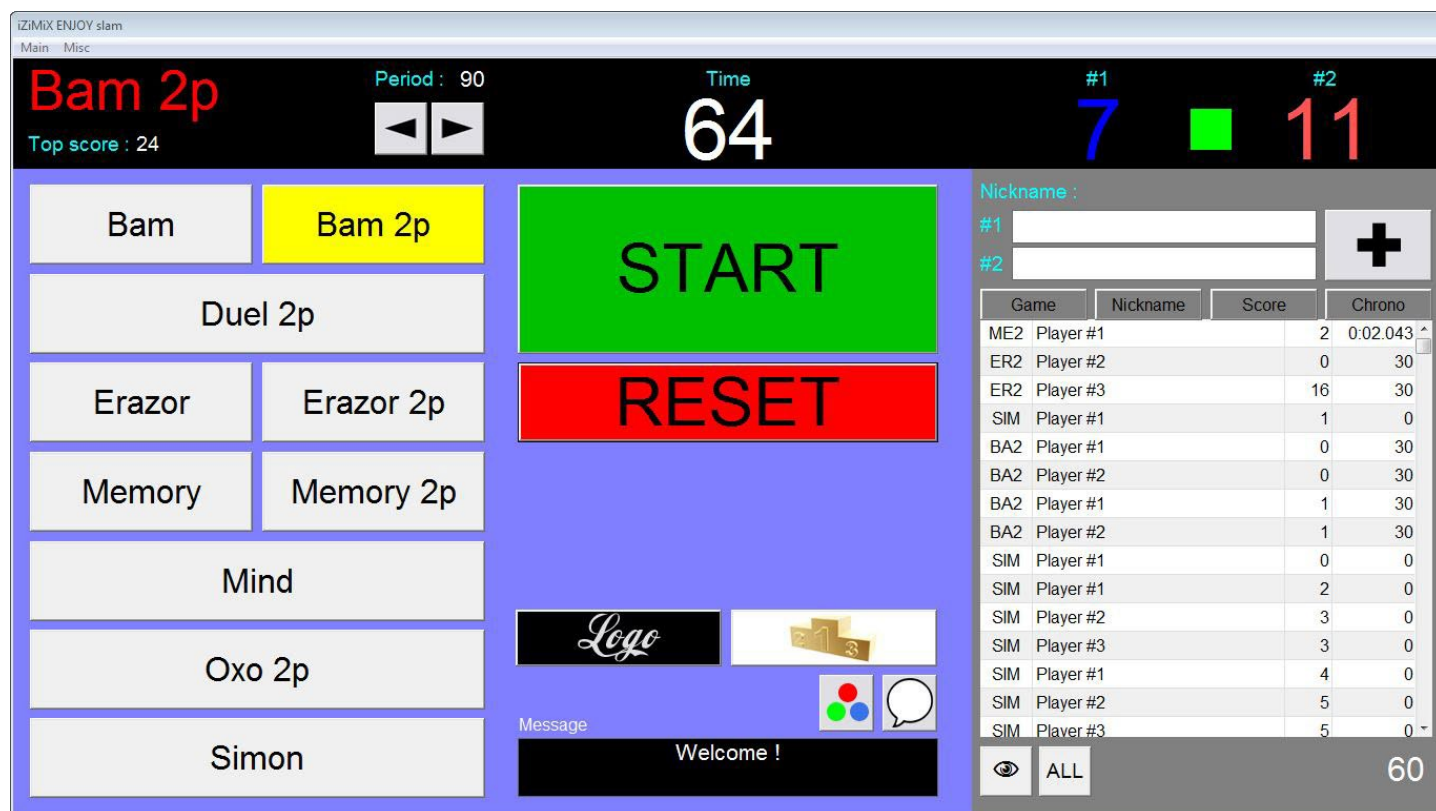 iZiMiX ENJOY slam
Main Misc
Bam 2p
Period : 90
Time
#1
#2
Top score : 24
64
7
11
Bam
Bam 2p
Duel 2p
Erazor
Erazor 2p
Memory
Memory 2p
Mind
Oxo 2p
Simon
START
RESET
Logo
1
3
Message
Welcome !
Nickname :
#1
#2
Game Nickname Score Chrono
ME2 Player #1 2 0:02.043
ER2 Player #2 0 30
ER2 Player #3 16 30
SIM Player #1 1 0
BA2 Player #1 0 30
BA2 Player #2 0 30
BA2 Player #1 1 30
BA2 Player #2 1 30
SIM Player #1 0 0
SIM Player #1 2 0
SIM Player #2 3 0
SIM Player #3 3 0
SIM Player #1 4 0
SIM Player #2 5 0
SIM Player #3 5 0
ALL
60